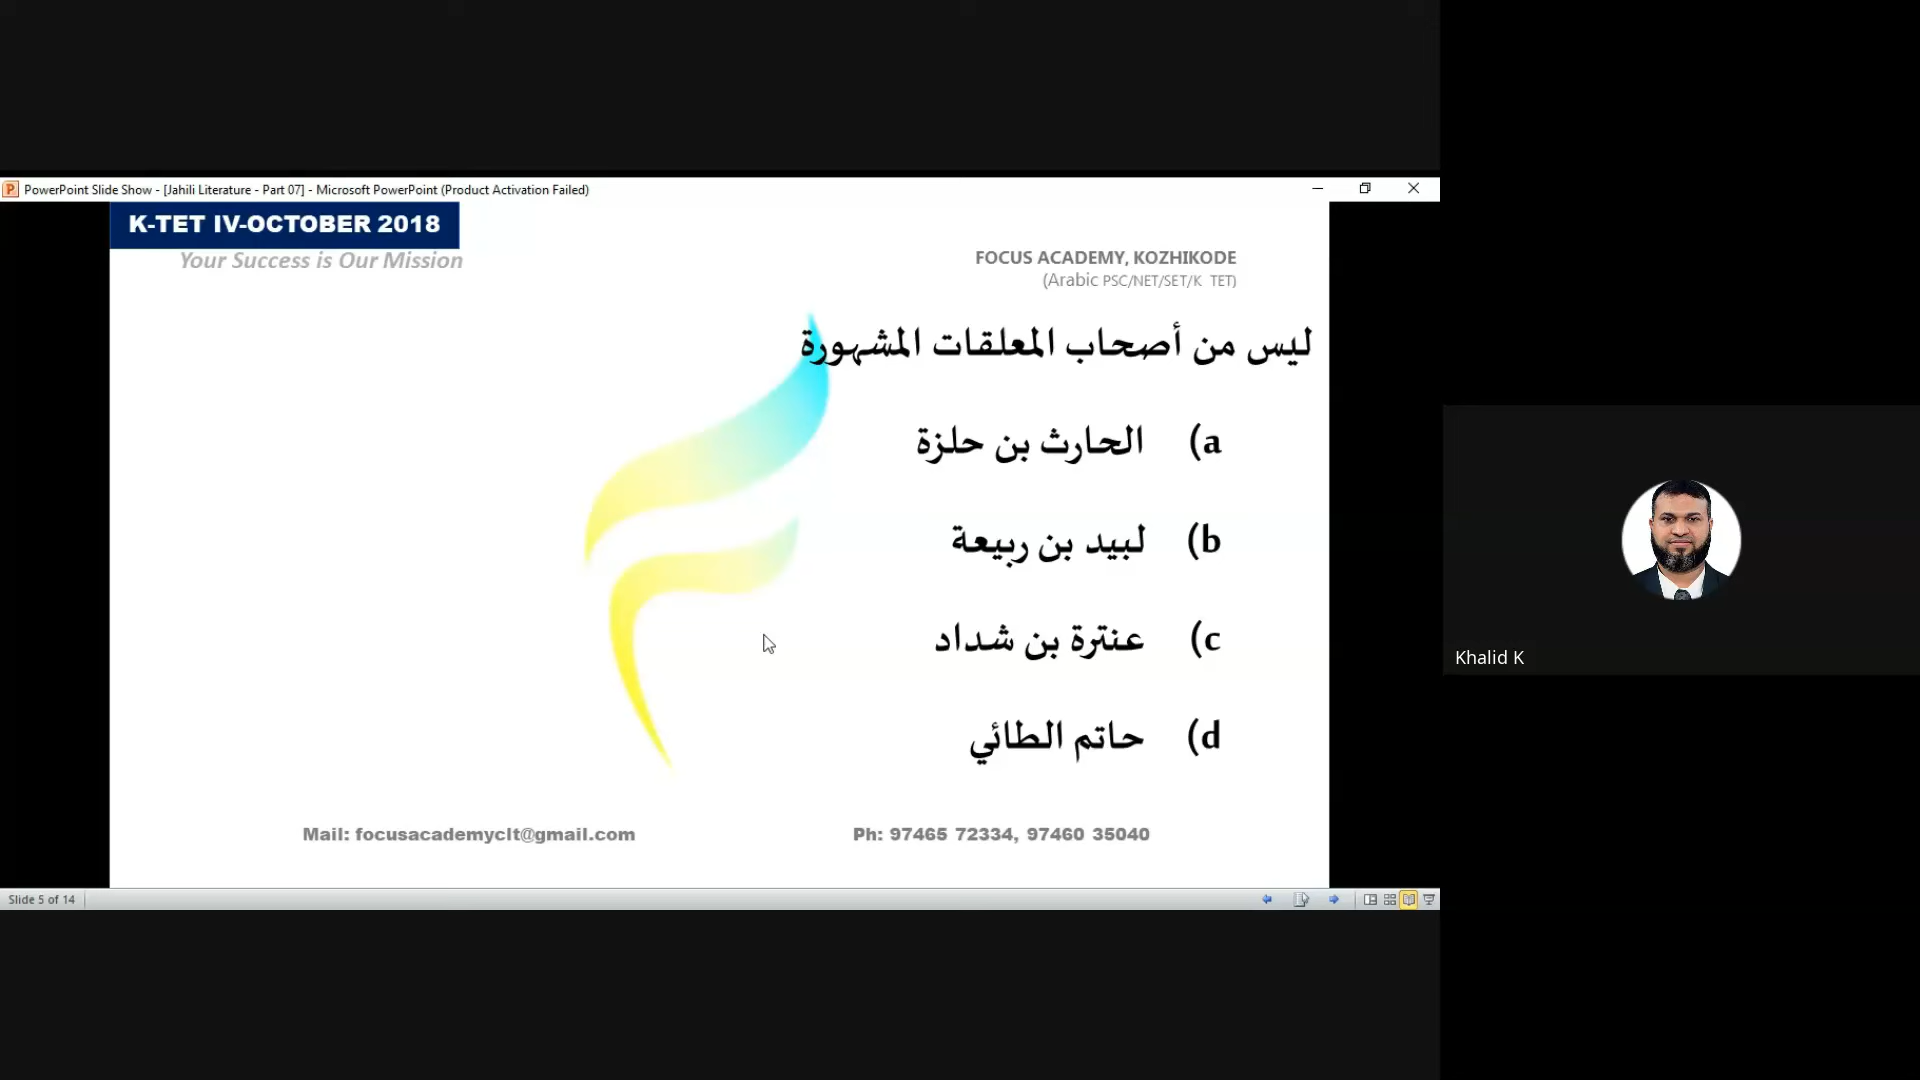 PowerPoint Slide Show - [Jahili Literature - Part 07] - Microsoft PowerPoint (Product Activation Failed)
K-TET IV-OCTOBER 2018
Your Success is Our Mission
FOCUS ACADEMY, KOZHIKODE
(Arabic PSC/NET/SET/K TET)
ليس من أصحاب المعلقات المشهورة
a) الحارث بن حلزة
b) لبيد بن ربيعة
c) عنترة بن شداد
d) حاتم الطائي
Khalid K
Mail: focusacademyclt@gmail.com
Ph: 97465 72334, 97460 35040
Slide 5 of 14